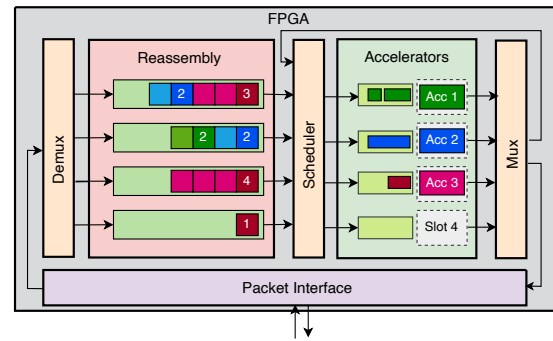 FPGA
Reassembly
Accelerators
Demux
2 3
2 2
4
1
Scheduler
Acc 1
Acc 2
Acc 3
Slot 4
Mux
Packet Interface